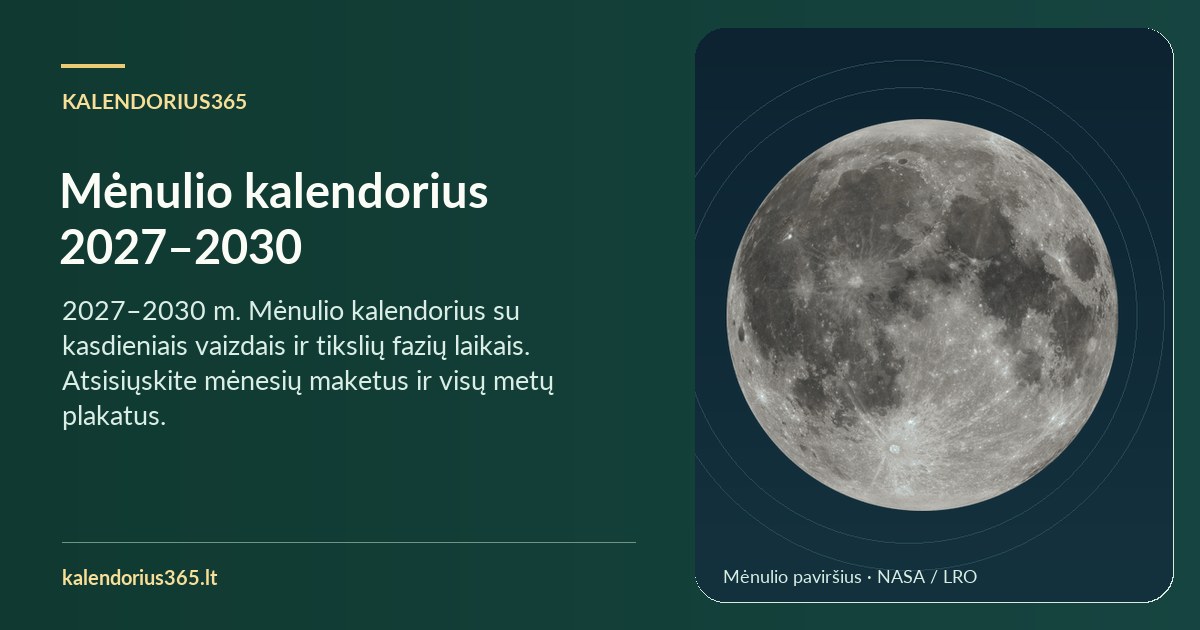 KALENDORIUS365
Mėnulio kalendorius
2027–2030
2027–2030 m. Mėnulio kalendorius su
kasdieniais vaizdais ir tikslių fazių laikais.
Atsisiųskite mėnesių maketus ir visų metų
plakatus.
kalendorius365.lt
Mėnulio paviršius · NASA / LRO